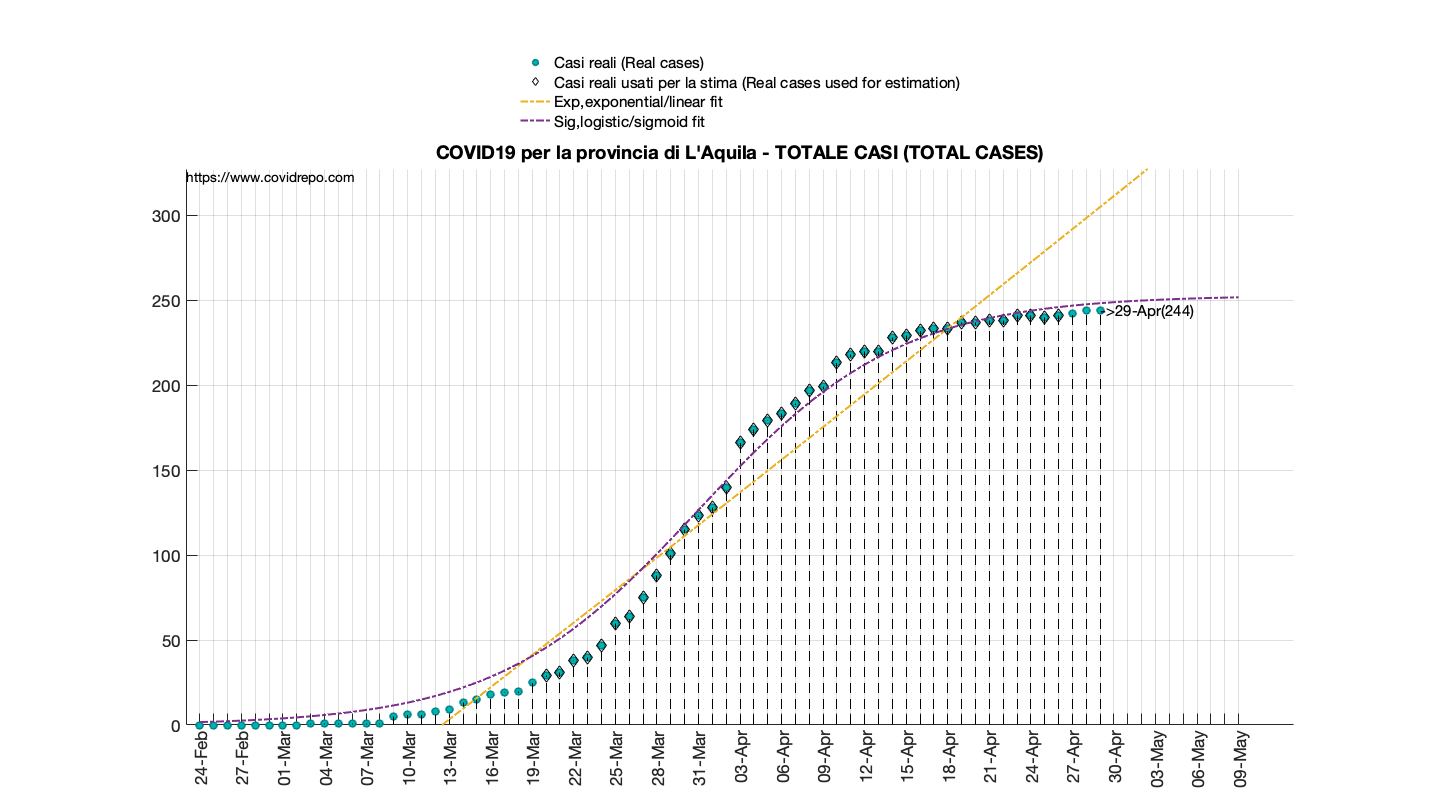 Casi reali (Real cases)
Casi reali usati per la stima (Real cases used for estimation)
Exp,exponential/linear fit
Sig,logistic/sigmoid fit
COVID19 per la provincia di L'Aquila - TOTALE CASI (TOTAL CASES)
https://www.covidrepo.com
300
250
200
150
100
50
0
->29-Apr(244)
24-Feb
27-Feb
01-Mar
04-Mar
07-Mar
10-Mar
13-Mar
16-Mar
19-Mar
22-Mar
25-Mar
28-Mar
31-Mar
03-Apr
06-Apr
09-Apr
12-Apr
15-Apr
18-Apr
21-Apr
24-Apr
27-Apr
30-Apr
03-May
06-May
09-May